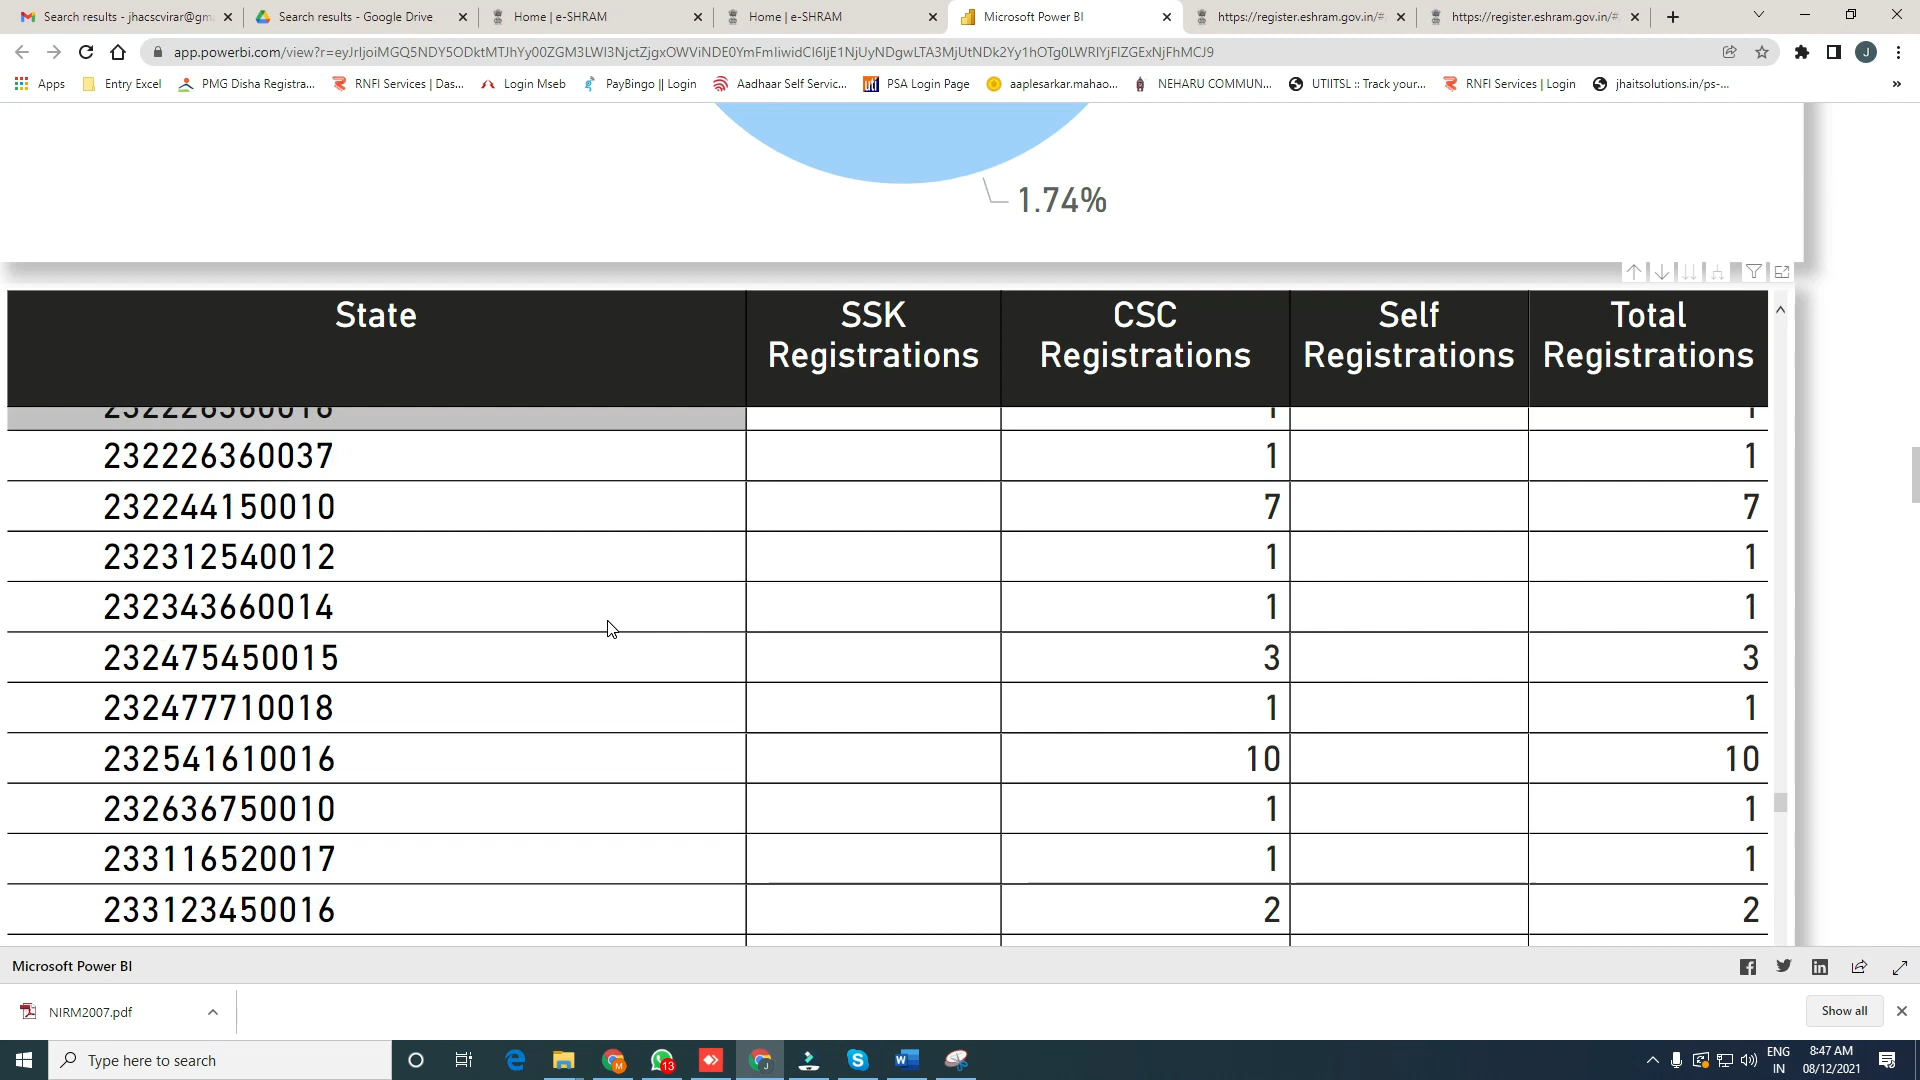 Search results - jhacscvirar@gm
Search results - Google Drive
Home | e-SHRAM
Home | e-SHRAM
Microsoft Power BI
https://register.eshram.gov.in/#
https://register.eshram.gov.in/#
Apps
Entry Excel
PMG Disha Registra...
RNFI Services | Das...
Login Mseb
PayBingo || Login
Aadhaar Self Servic...
PSA Login Page
aaplesarkar.mahao...
NEHARU COMMUN...
UTIITSL :: Track your...
RNFI Services | Login
jhaitsolutions.in/ps-...
»
1.74%
State SSK Registrations CSC Registrations Self Registrations Total Registrations
232226360018 1 1
232226360037 1 1
232244150010 7 7
232312540012 1 1
232343660014 1 1
232475450015 3 3
232477710018 1 1
232541610016 10 10
232636750010 1 1
233116520017 1 1
233123450016 2 2
Microsoft Power BI
NIRM2007.pdf
Show all
Type here to search
13
ENG
IN
8:47 AM
08/12/2021